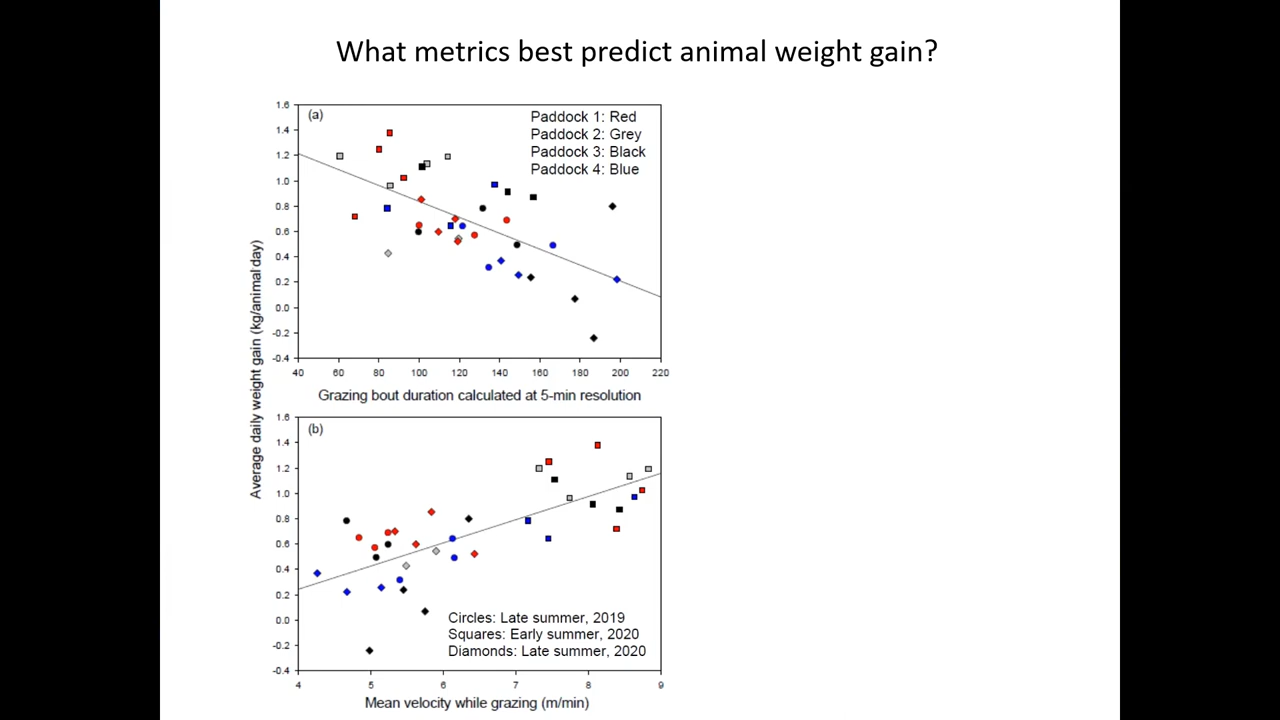 What metrics best predict animal weight gain?
(a)
Paddock 1: Red
Paddock 2: Grey
Paddock 3: Black
Paddock 4: Blue
1.6
1.4
1.2
1.0
0.8
0.6
0.4
0.2
0.0
-0.2
-0.4
40 60 80 100 120 140 160 180 200 220
Grazing bout duration calculated at 5-min resolution
Average daily weight gain (kg/animal day)
(b)
1.6
1.4
1.2
1.0
0.8
0.6
0.4
0.2
0.0
-0.2
-0.4
Circles: Late summer, 2019
Squares: Early summer, 2020
Diamonds: Late summer, 2020
4 5 6 7 8 9
Mean velocity while grazing (m/min)